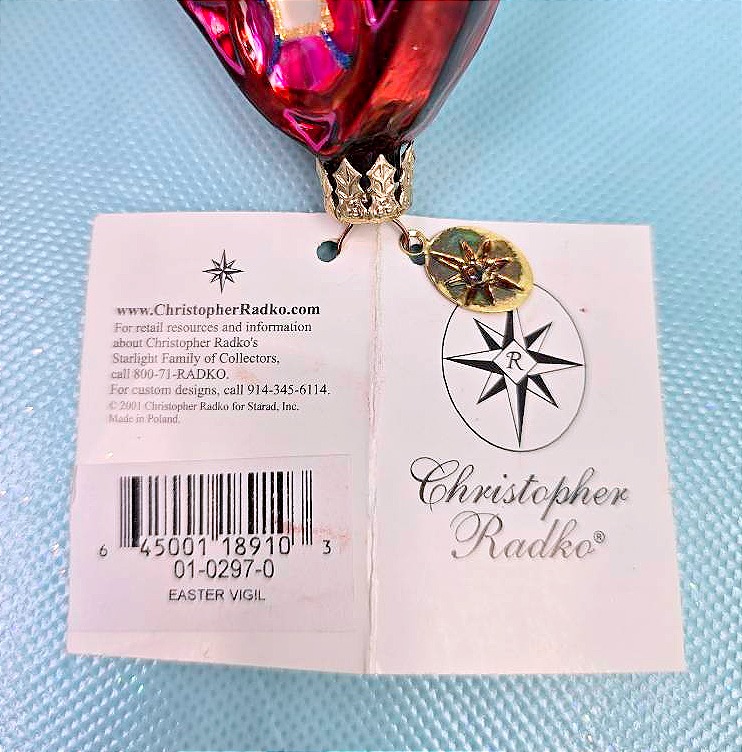 www.ChristopherRadko.com
For retail resources and information
about Christopher Radko's
Starlight Family of Collectors,
call 800-71-RADKO.
For custom designs, call 914-345-6114.
© 2001 Christopher Radko for Starad, Inc.
Made in Poland.
6 45001 18910 3
01-0297-0
EASTER VIGIL
R
Christopher
Radko®